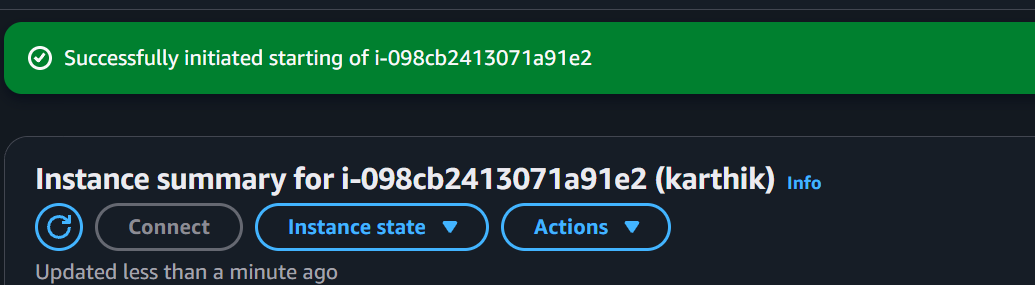 Successfully initiated starting of i-098cb2413071a91e2
Instance summary for i-098cb2413071a91e2 (karthik) Info
Connect Instance state Actions
Updated less than a minute ago